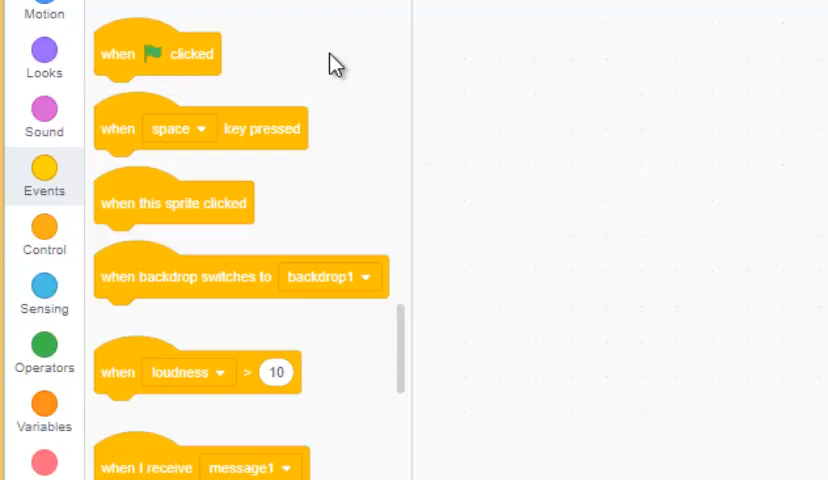 Motion
Looks
Sound
Events
Control
Sensing
Operators
Variables
when clicked
when space key pressed
when this sprite clicked
when backdrop switches to backdrop1
when loudness > 10
when I receive message1